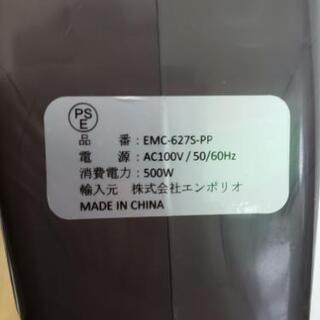 PS
E
品　　番：EMC-627S-PP
電　　源：AC100V / 50/60Hz
消費電力：500W
輸入元　株式会社エンポリオ
MADE IN CHINA